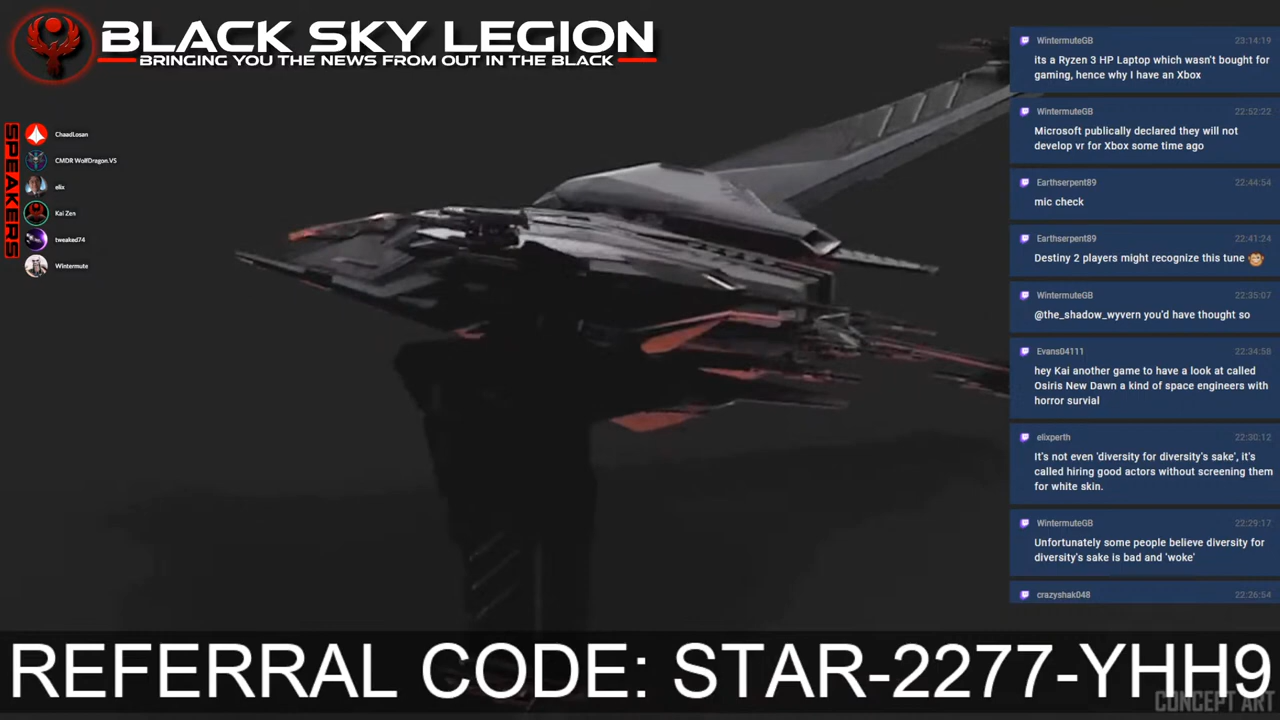 BLACK SKY LEGION
BRINGING YOU THE NEWS FROM OUT IN THE BLACK
SPEAKERS
ChaadLosan
CMDR WolfDragon.VS
elix
Kai Zen
tweaked74
Wintermute
WintermuteGB 23:14:19
its a Ryzen 3 HP Laptop which wasn't bought for
gaming, hence why I have an Xbox
WintermuteGB 22:52:22
Microsoft publically declared they will not
develop vr for Xbox some time ago
Earthserpent89 22:44:54
mic check
Earthserpent89 22:41:24
Destiny 2 players might recognize this tune
WintermuteGB 22:35:07
@the_shadow_wyvern you'd have thought so
Evans04111 22:34:58
hey Kai another game to have a look at called
Osiris New Dawn a kind of space engineers with
horror survial
elixperth 22:30:12
It's not even 'diversity for diversity's sake', it's
called hiring good actors without screening them
for white skin.
WintermuteGB 22:29:17
Unfortunately some people believe diversity for
diversity's sake is bad and 'woke'
crazyshak048 22:26:54
REFERRAL CODE: STAR-2277-YHH9
CONCEPT ART